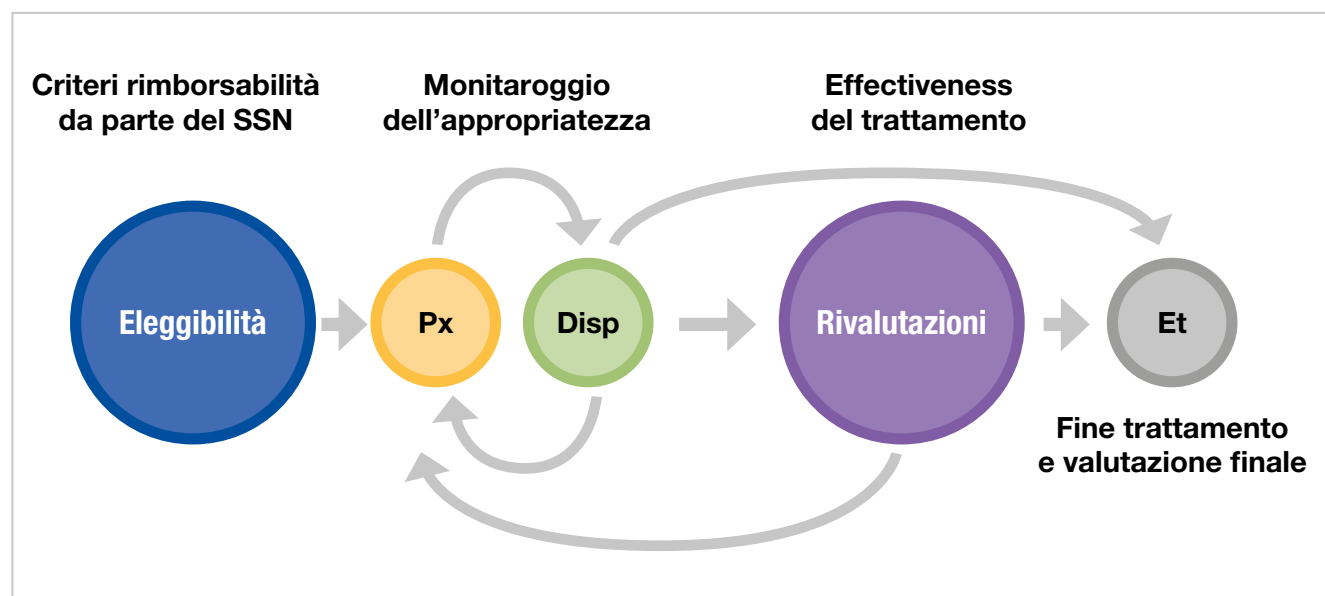 Criteri rimborsabilità
da parte del SSN
Monitaroggio
dell'appropriatezza
Effectiveness
del trattamento
Eleggibilità
Px
Disp
Rivalutazioni
Et
Fine trattamento
e valutazione finale